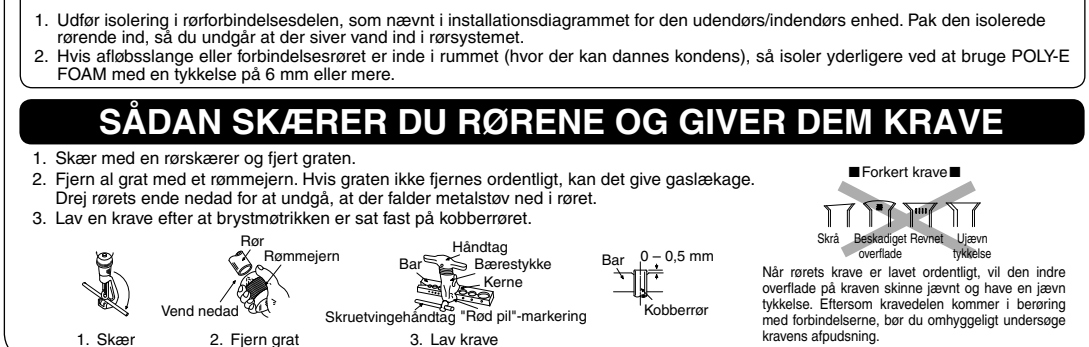 1. Udfør isolering i rørforbindelsesdelen, som nævnt i installationsdiagrammet for den udendørs/indendørs enhed. Pak den isolerede
rørende ind, så du undgår at der siver vand ind i rørsystemet.
2. Hvis afløbsslange eller forbindelsesrøret er inde i rummet (hvor der kan dannes kondens), så isoler yderligere ved at bruge POLY-E
FOAM med en tykkelse på 6 mm eller mere.
SÅDAN SKÆRER DU RØRENE OG GIVER DEM KRAVE
1. Skær med en rørskærer og fjert graten.
2. Fjern al grat med et rømmejern. Hvis graten ikke fjernes ordentligt, kan det give gaslækage.
Drej rørets ende nedad for at undgå, at der falder metalstøv ned i røret.
3. Lav en krave efter at brystmøtrikken er sat fast på kobberrøret.
Rør
Rømmejern
Vend nedad
Håndtag
Bar
Bærestykke
Kerne
Skruetvingehåndtag "Rød pil"-markering
Bar
0 – 0,5 mm
Kobberrør
1. Skær
2. Fjern grat
3. Lav krave
■Forkert krave■
Skrå
Beskadiget
overflade
Revnet
Ujævn
tykkelse
Når rørets krave er lavet ordentligt, vil den indre
overflade på kraven skinne jævnt og have en jævn
tykkelse. Eftersom kravedelen kommer i berøring
med forbindelserne, bør du omhyggeligt undersøge
kravens afpudsning.